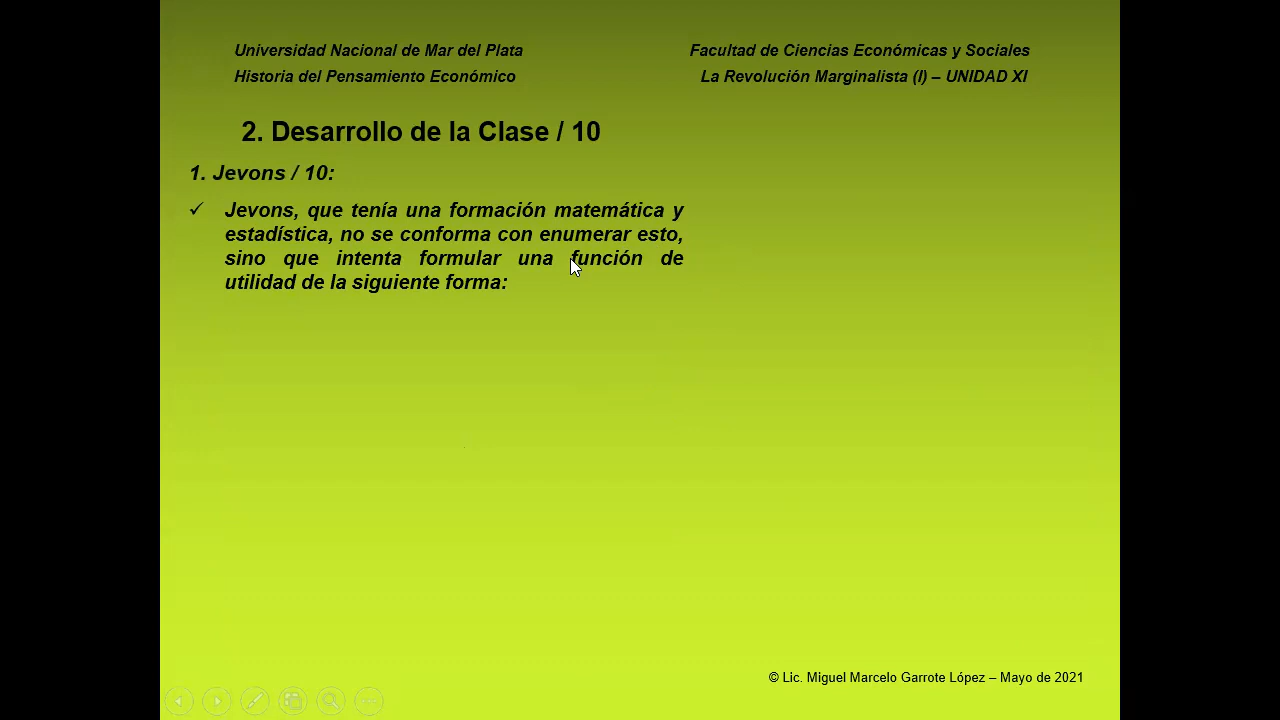 Universidad Nacional de Mar del Plata
Facultad de Ciencias Económicas y Sociales
Historia del Pensamiento Económico
La Revolución Marginalista (I) – UNIDAD XI
2. Desarrollo de la Clase / 10
1. Jevons / 10:
✓ Jevons, que tenía una formación matemática y
estadística, no se conforma con enumerar esto,
sino que intenta formular una función de
utilidad de la siguiente forma:
© Lic. Miguel Marcelo Garrote López – Mayo de 2021